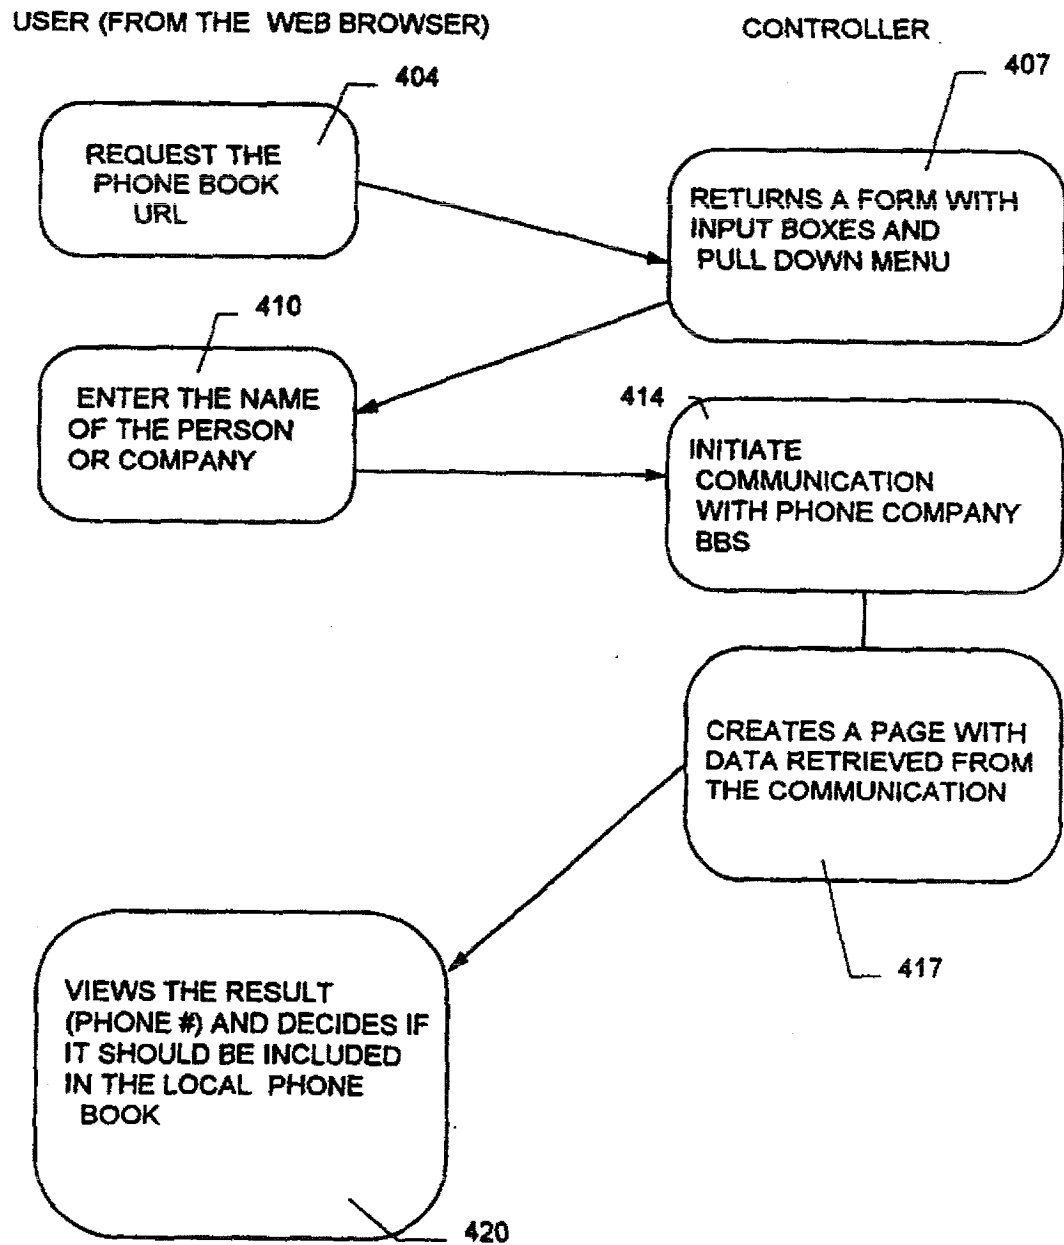 USER (FROM THE WEB BROWSER)
CONTROLLER
404
407
REQUEST THE
PHONE BOOK
URL
RETURNS A FORM WITH
INPUT BOXES AND
PULL DOWN MENU
410
ENTER THE NAME
OF THE PERSON
OR COMPANY
414
INITIATE
COMMUNICATION
WITH PHONE COMPANY
BBS
CREATES A PAGE WITH
DATA RETRIEVED FROM
THE COMMUNICATION
417
VIEWS THE RESULT
(PHONE #) AND DECIDES IF
IT SHOULD BE INCLUDED
IN THE LOCAL PHONE
BOOK
420